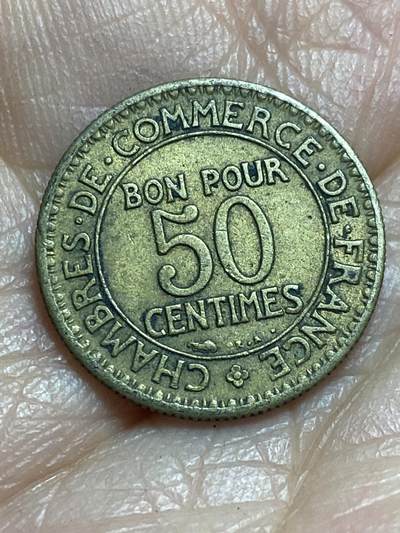 CHAMBRES·DE·COMMERCE·DE·FRANCE
BON POUR
50
CENTIMES